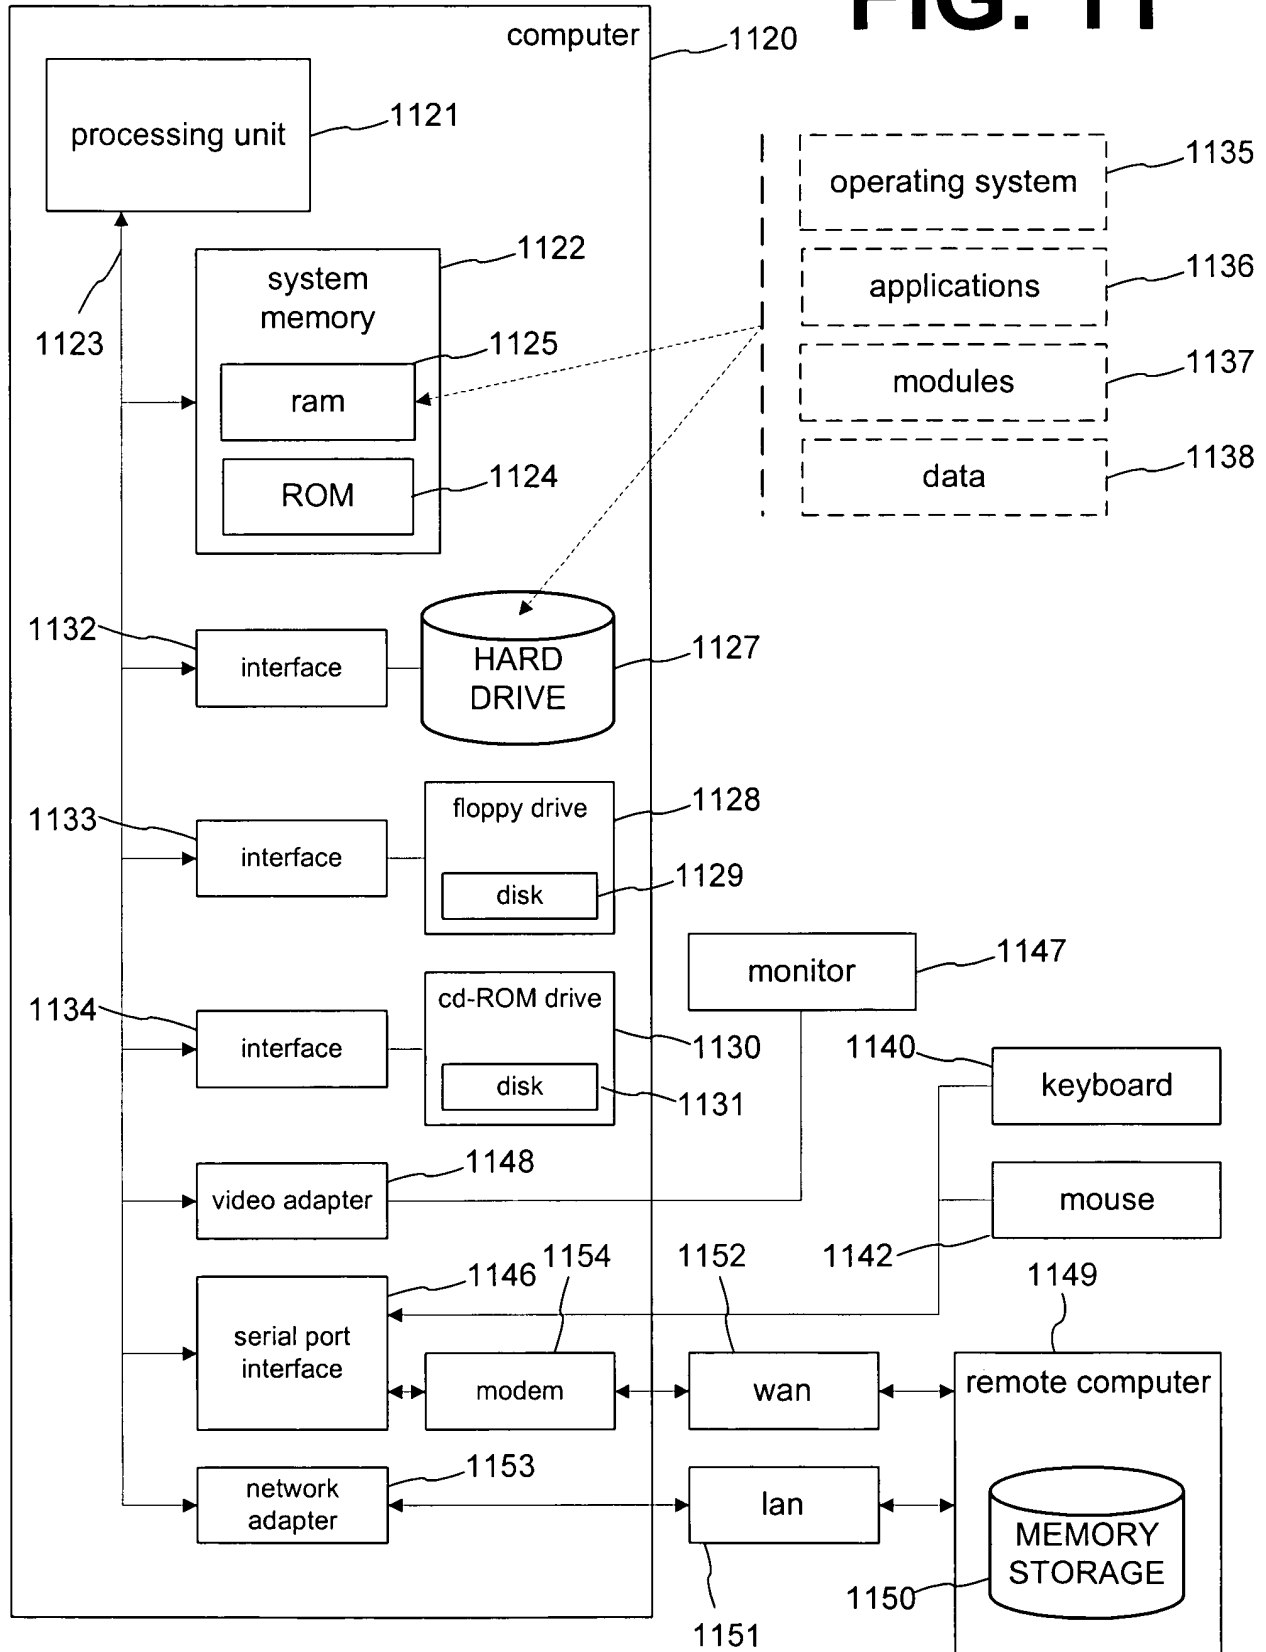 FIG. 11
computer
1120
processing unit
1121
1123
system
memory
1122
ram
1125
ROM
1124
operating system
1135
applications
1136
modules
1137
data
1138
1132
interface
HARD
DRIVE
1127
1133
interface
floppy drive
1128
disk
1129
1134
interface
cd-ROM drive
1130
disk
1131
monitor
1147
1140
keyboard
mouse
1142
video adapter
1148
serial port
interface
1146
modem
1154
wan
1152
1149
remote computer
network
adapter
1153
lan
1151
MEMORY
STORAGE
1150